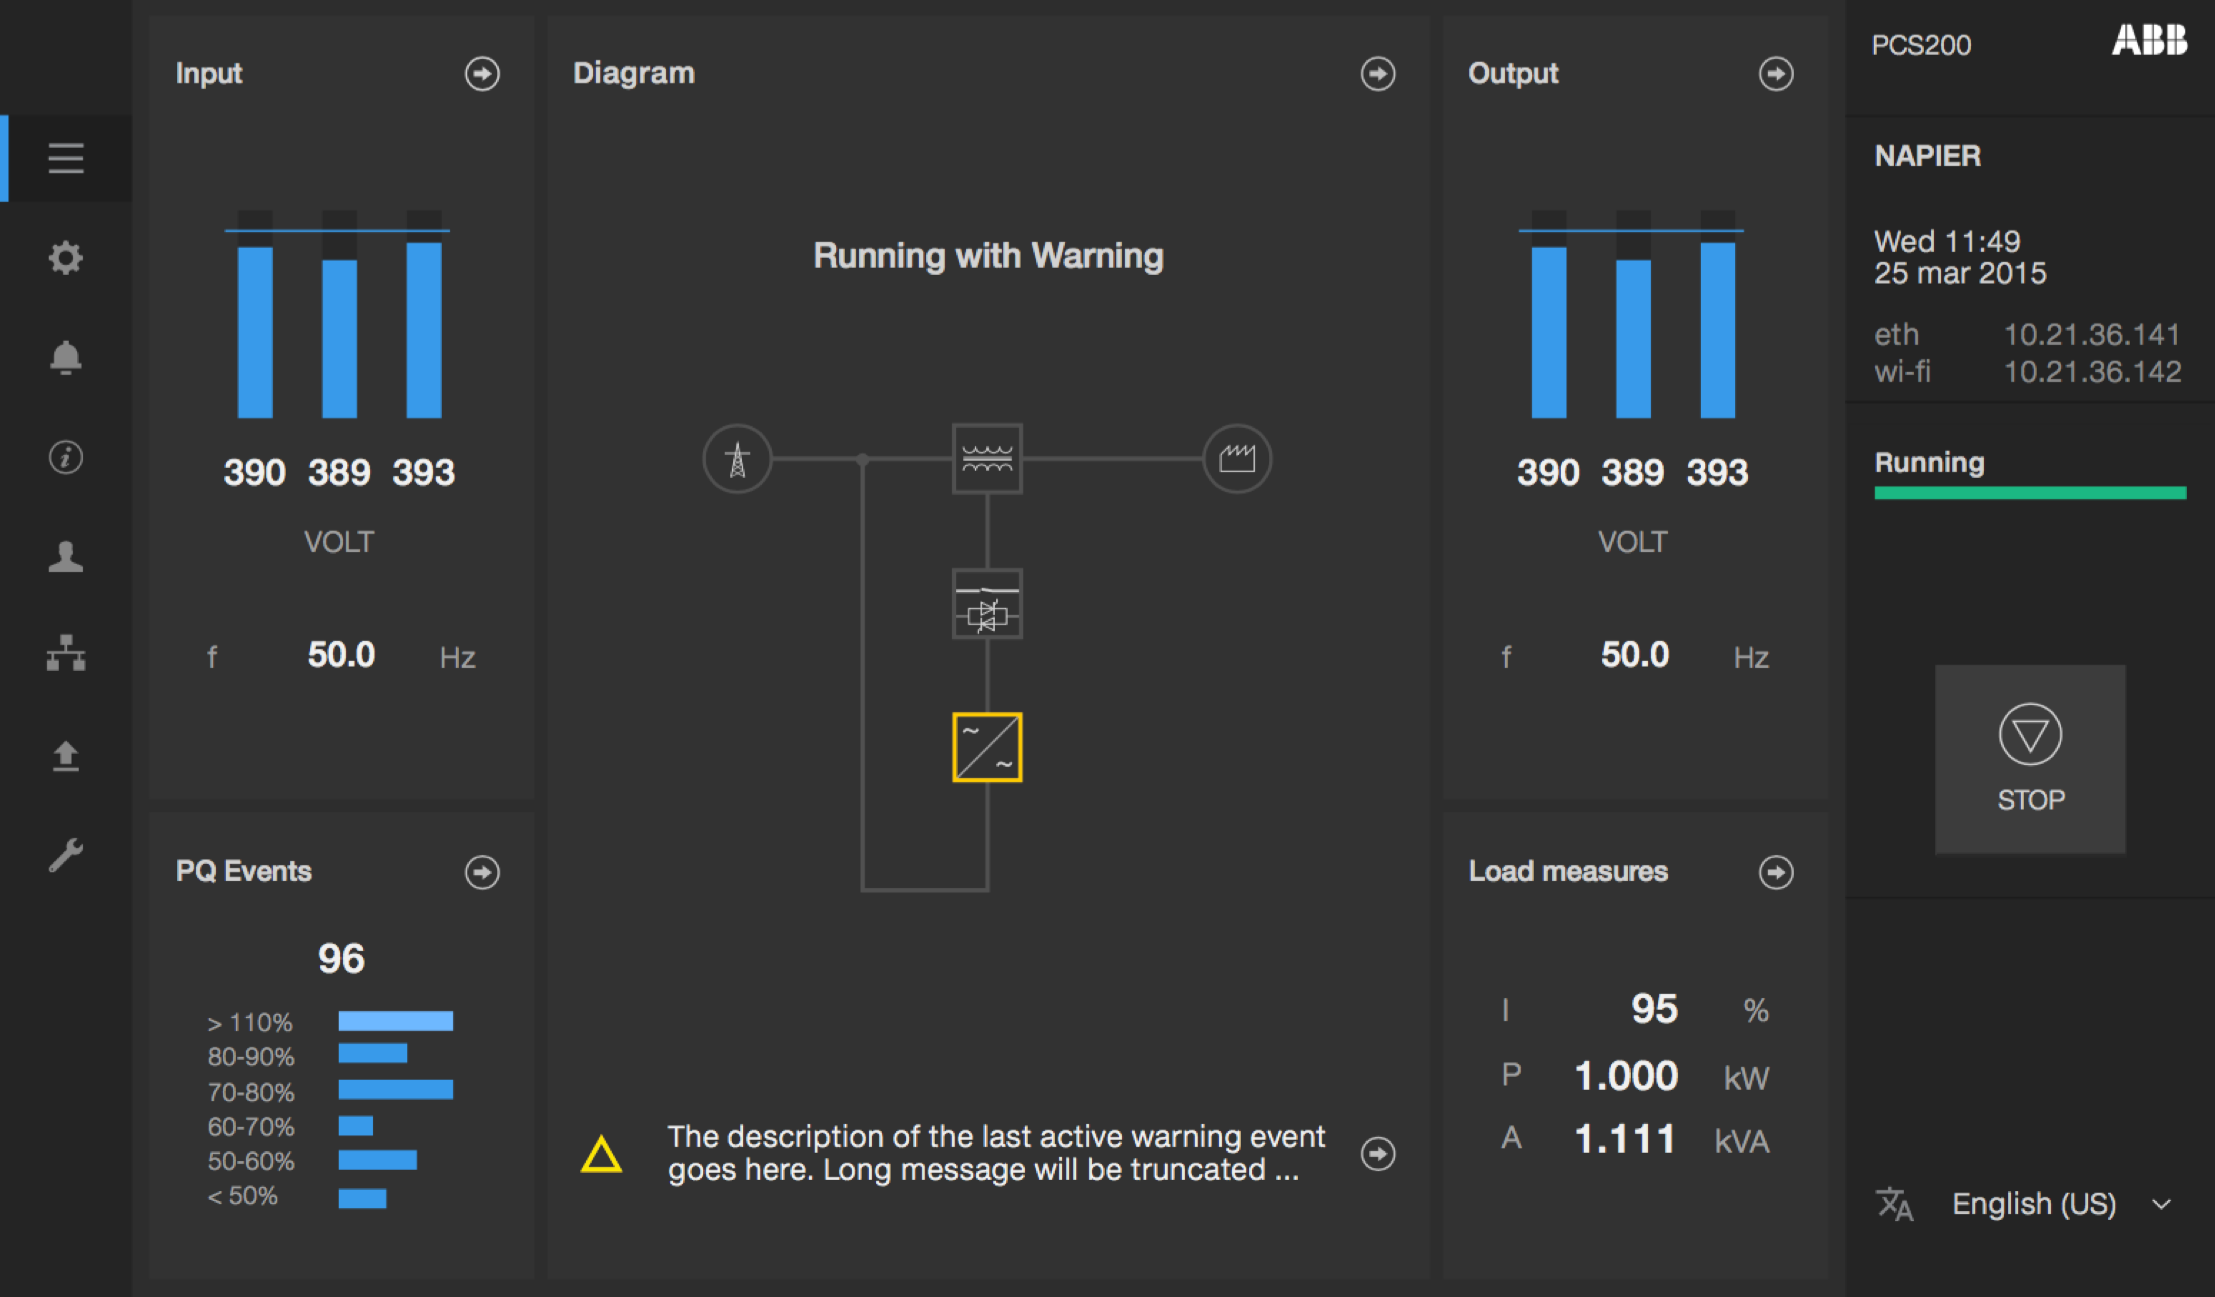 Input
390 389 393
VOLT
f 50.0 Hz
PQ Events
96
> 110%
80-90%
70-80%
60-70%
50-60%
< 50%
Diagram
Running with Warning
~
~
The description of the last active warning event
goes here. Long message will be truncated ...
Output
390 389 393
VOLT
f 50.0 Hz
Load measures
I 95 %
P 1.000 kW
A 1.111 kVA
PCS200 ABB
NAPIER
Wed 11:49
25 mar 2015
eth 10.21.36.141
wi-fi 10.21.36.142
Running
STOP
English (US)